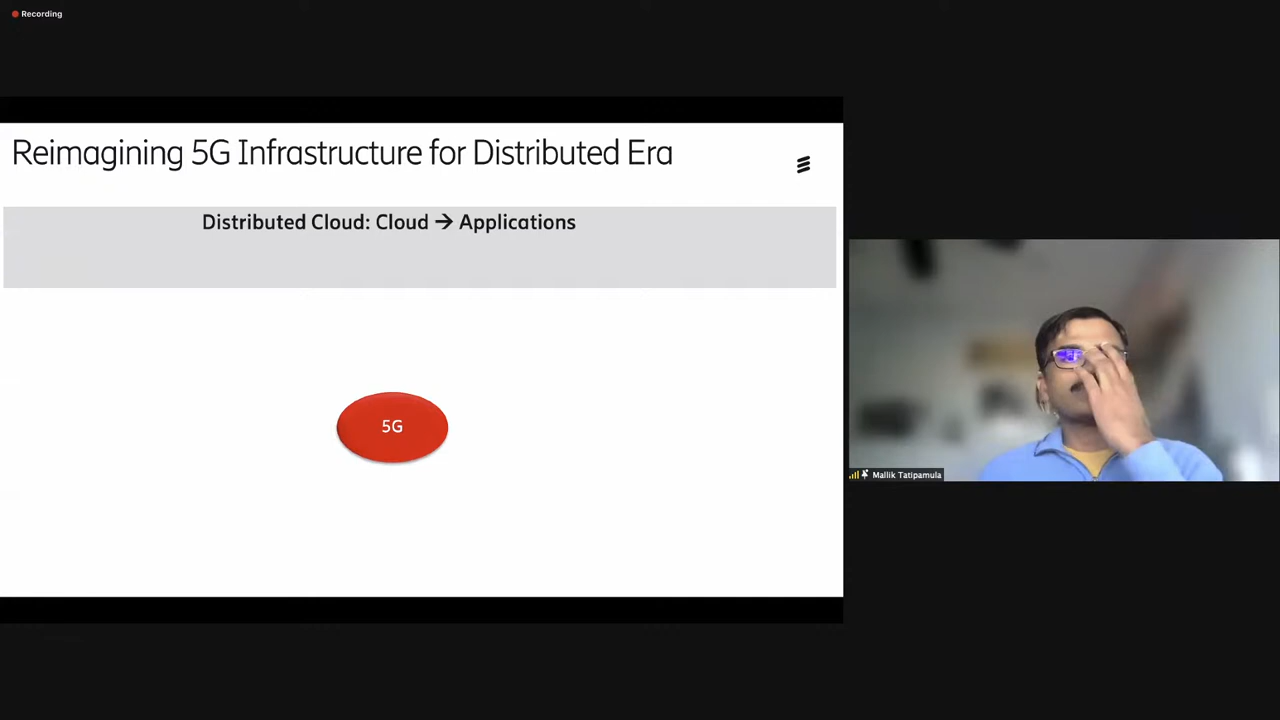 Recording
Reimagining 5G Infrastructure for Distributed Era
Distributed Cloud: Cloud → Applications
5G
Mallik Tatipamula